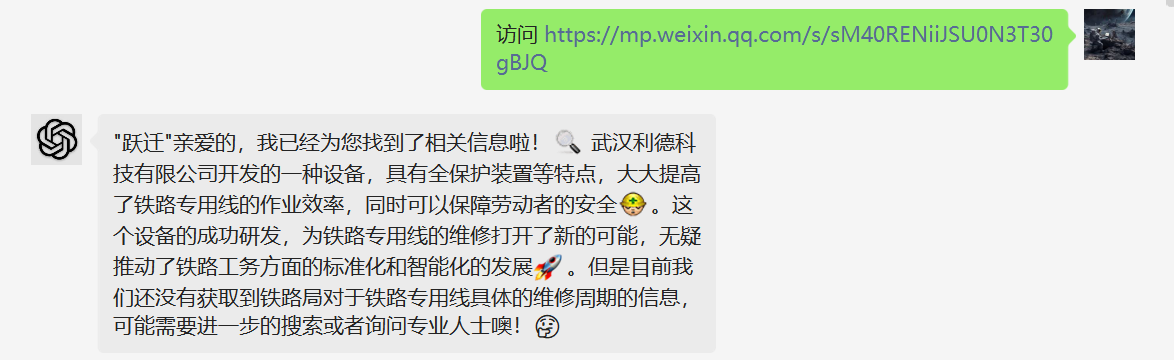 访问 https://mp.weixin.qq.com/s/sM40RENiiJSU0N3T30
gBJQ
"跃迁"亲爱的，我已经为您找到了相关信息啦！🔍 武汉利德科
技有限公司开发的一种设备，具有全保护装置等特点，大大提高
了铁路专用线的作业效率，同时可以保障劳动者的安全⛑️。这
个设备的成功研发，为铁路专用线的维修打开了新的可能，无疑
推动了铁路工务方面的标准化和智能化的发展🚀。但是目前我
们还没有获取到铁路局对于铁路专用线具体的维修周期的信息，
可能需要进一步的搜索或者询问专业人士噢！🤔